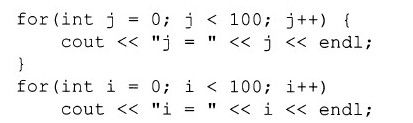 for(int j = 0; j < 100; j++) {
    cout << "j = " << j << endl;
}
for(int i = 0; i < 100; i++)
    cout << "i = " << i << endl;